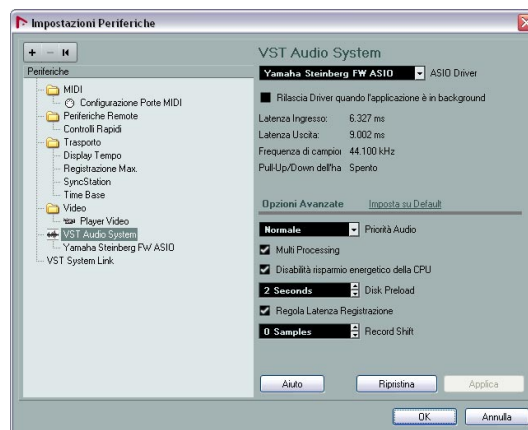 Impostazioni Periferiche
Periferiche
MIDI
Configurazione Porte MIDI
Periferiche Remote
Controlli Rapidi
Trasporto
Display Tempo
Registrazione Max.
SyncStation
Time Base
Video
Player Video
VST Audio System
Yamaha Steinberg FW ASIO
VST System Link
VST Audio System
Yamaha Steinberg FW ASIO ASIO Driver
Rilascia Driver quando l'applicazione è in background
Latenza Ingresso: 6.327 ms
Latenza Uscita: 9.002 ms
Frequenza di campior 44.100 kHz
Pull-Up/Down dell'ha Spento
Opzioni Avanzate Imposta su Default
Normale Priorità Audio
Multi Processing
Disabilità risparmio energetico della CPU
2 Seconds Disk Preload
Regola Latenza Registrazione
0 Samples Record Shift
Aiuto Ripristina Applica
OK Annulla